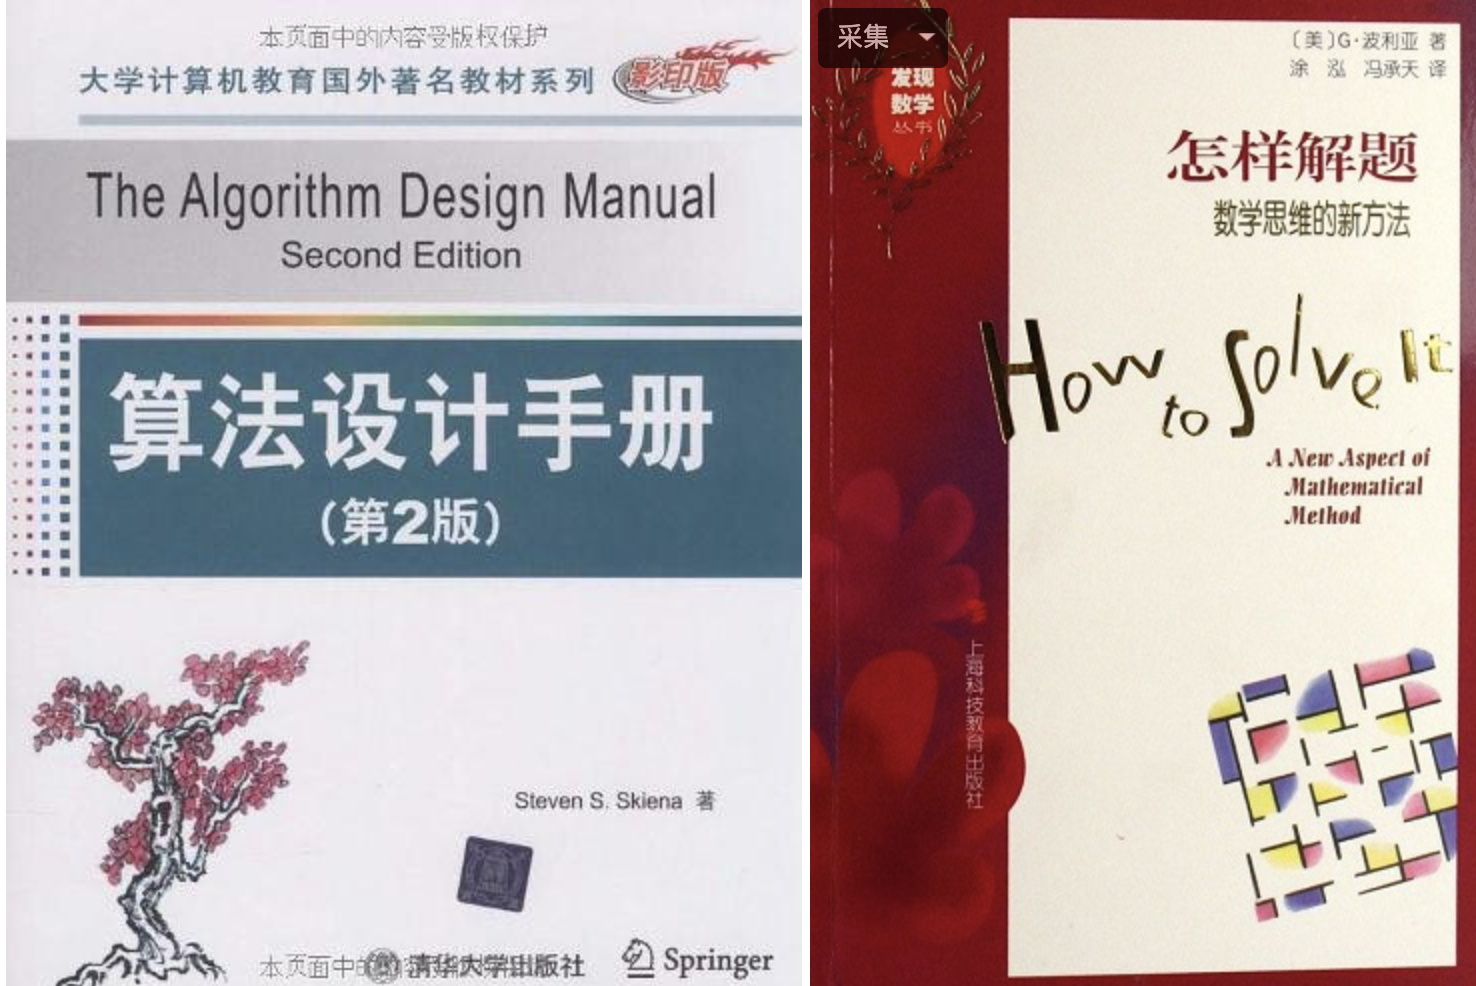 本页面中的内容受版权保护
大学计算机教育国外著名教材系列
影印版
The Algorithm Design Manual
Second Edition
算法设计手册
（第2版）
Steven S. Skiena 著
本页面中的
清华大学出版社
Springer
采集
发现
数学
丛书
〔美〕G·波利亚 著
涂 泓 冯承天 译
怎样解题
数学思维的新方法
How to Solve It
A New Aspect of
Mathematical
Method
上海科技教育出版社